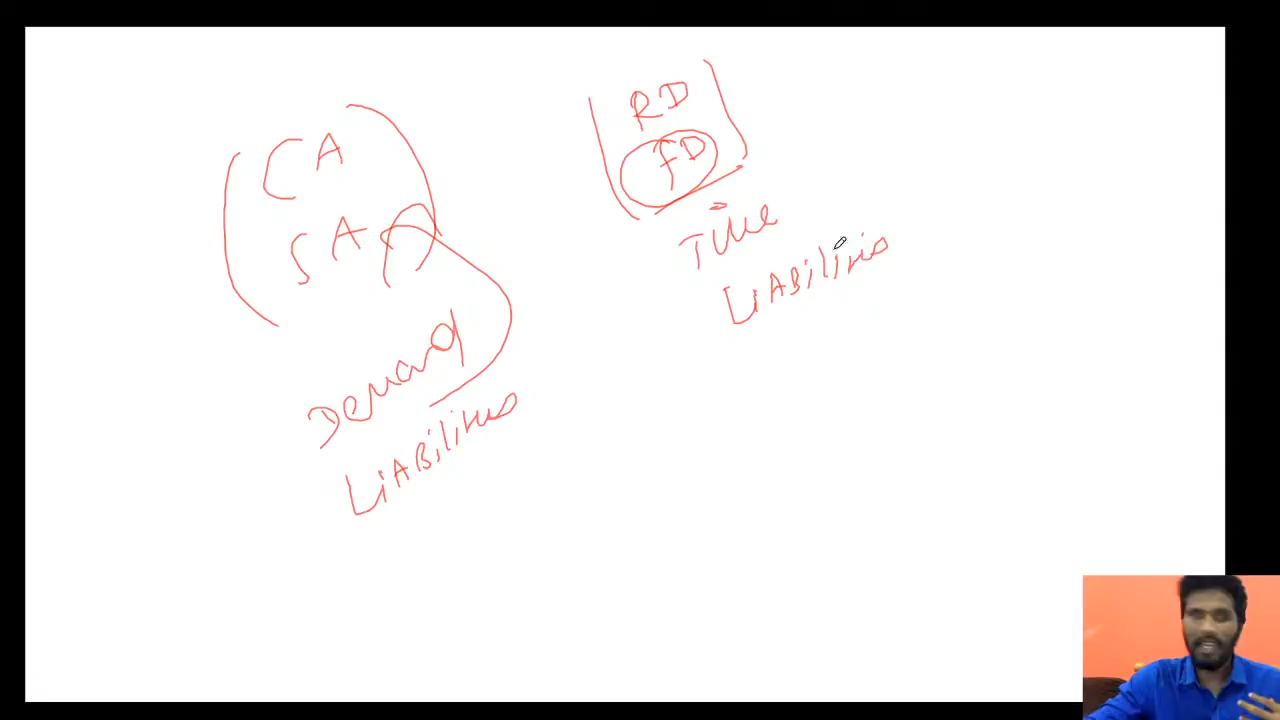 CA
SA
Demand
LIABilities
RD
FD
Time
LIABilities